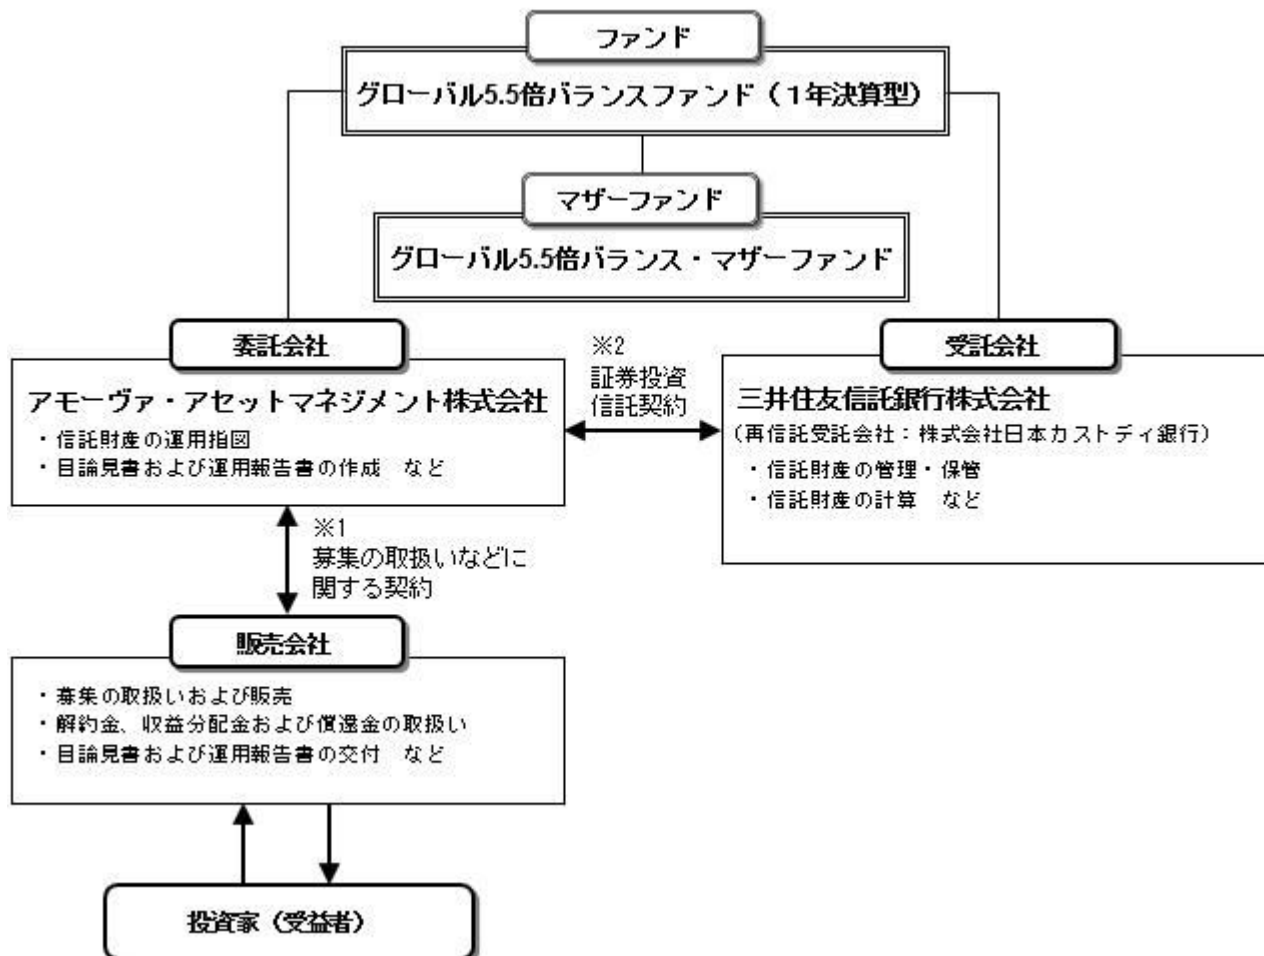 ファンド
グローバル5.5倍バランスファンド（１年決算型）
マザーファンド
グローバル5.5倍バランス・マザーファンド
委託会社
アモーヴァ・アセットマネジメント株式会社
・信託財産の運用指図
・目論見書および運用報告書の作成　など
※2
証券投資
信託契約
受託会社
三井住友信託銀行株式会社
（再信託受託会社：株式会社日本カストディ銀行）
・信託財産の管理・保管
・信託財産の計算　など
※1
募集の取扱いなどに
関する契約
販売会社
・募集の取扱いおよび販売
・解約金、収益分配金および償還金の取扱い
・目論見書および運用報告書の交付　など
投資家（受益者）